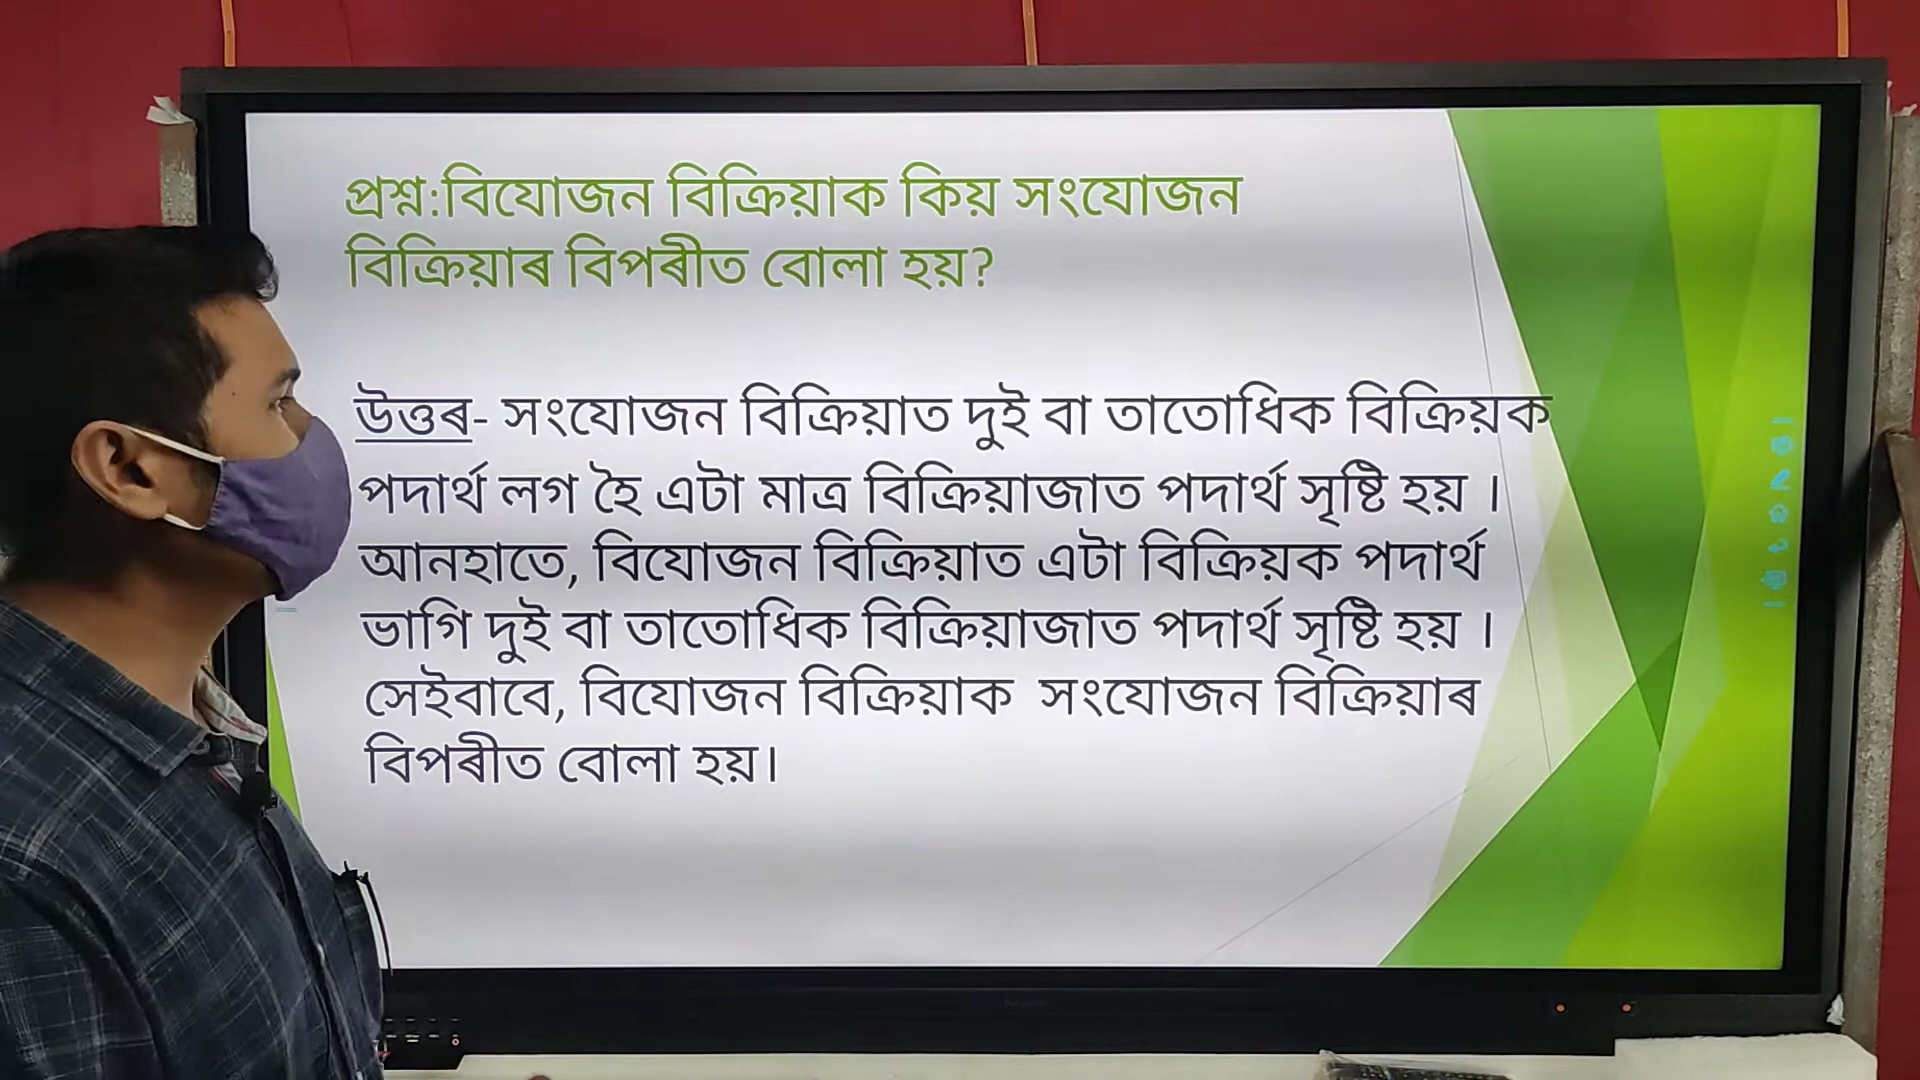 প্ৰশ্ন:বিযোজন বিক্ৰিয়াক কিয় সংযোজন
বিক্ৰিয়াৰ বিপৰীত বোলা হয়?
উত্তৰ- সংযোজন বিক্ৰিয়াত দুই বা তাতোধিক বিক্ৰিয়ক
পদাৰ্থ লগ হৈ এটা মাত্ৰ বিক্ৰিয়াজাত পদাৰ্থ সৃষ্টি হয় ।
আনহাতে, বিযোজন বিক্ৰিয়াত এটা বিক্ৰিয়ক পদাৰ্থ
ভাগি দুই বা তাতোধিক বিক্ৰিয়াজাত পদাৰ্থ সৃষ্টি হয় ।
সেইবাবে, বিযোজন বিক্ৰিয়াক সংযোজন বিক্ৰিয়াৰ
বিপৰীত বোলা হয়।